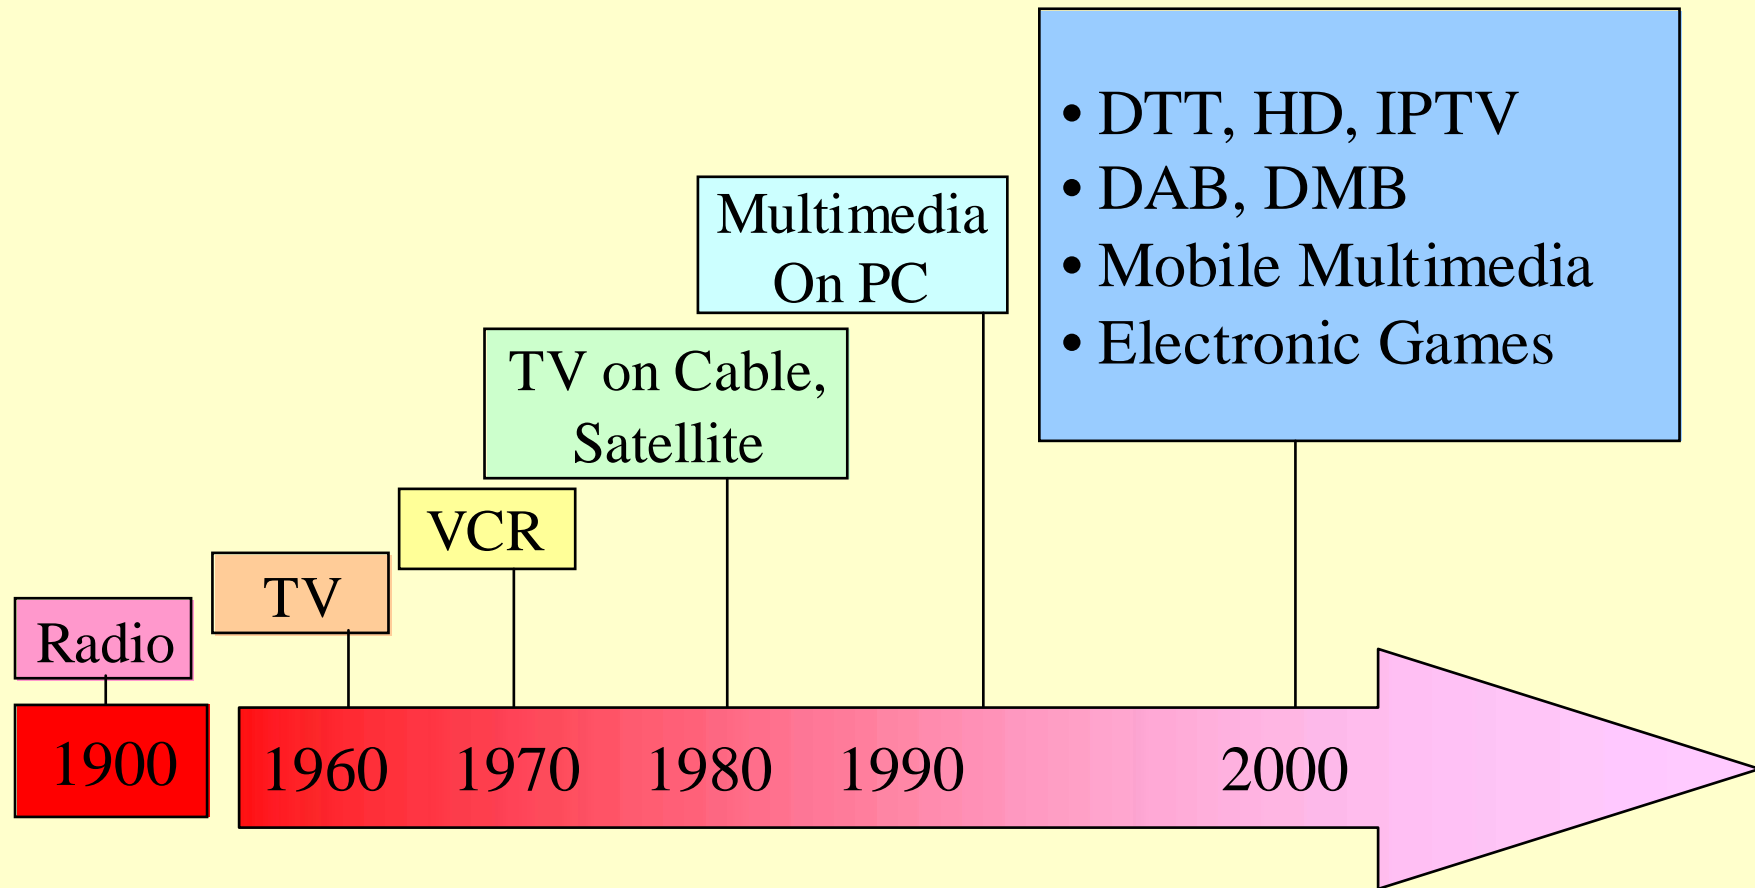 • DTT, HD, IPTV
• DAB, DMB
• Mobile Multimedia
• Electronic Games
Multimedia
On PC
TV on Cable,
Satellite
VCR
TV
Radio
1900
1960 1970 1980 1990 2000